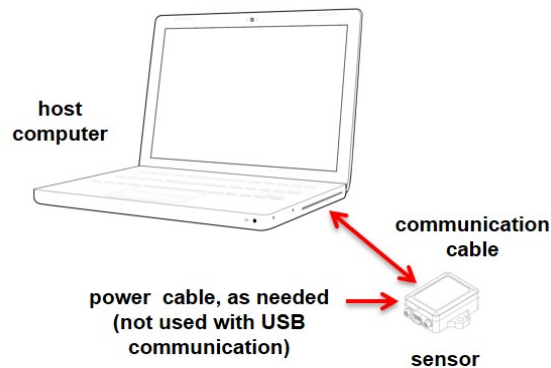 host
computer
communication
cable
power cable, as needed
(not used with USB
communication)
sensor